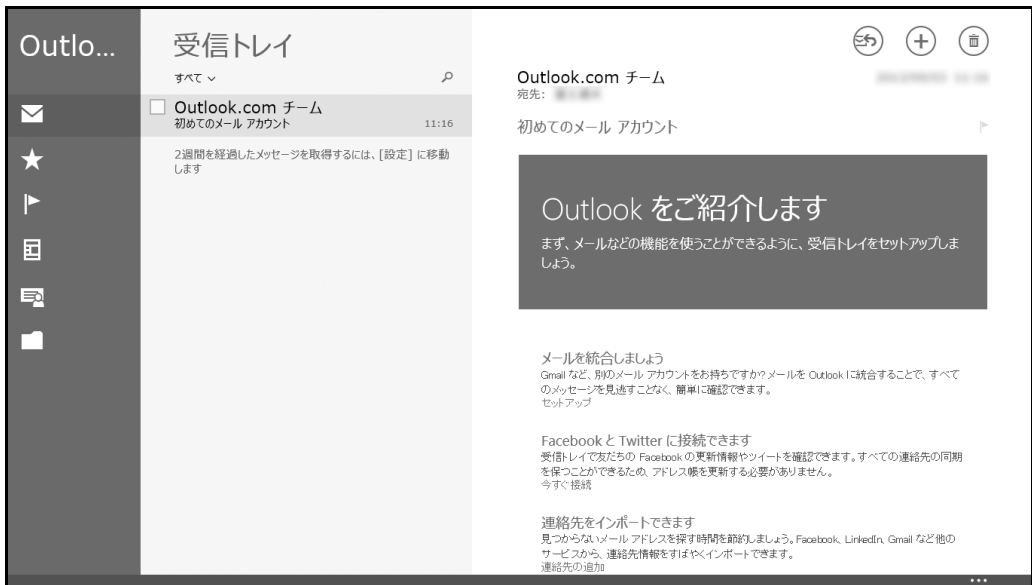 Outlo...
受信トレイ
すべて
Outlook.com チーム
初めてのメール アカウント
11:16
2週間を経過したメッセージを取得するには、[設定] に移動
します
Outlook.com チーム
宛先:
初めてのメール アカウント
Outlook をご紹介します
まず、メールなどの機能を使うことができるように、受信トレイをセットアップしま
しょう。
メールを統合しましょう
Gmail など、別のメール アカウントをお持ちですか? メールを Outlook に統合することで、すべて
のメッセージを見逃すことなく、簡単に確認できます。
セットアップ
Facebook と Twitter に接続できます
受信トレイで友だちの Facebook の更新情報やツイートを確認できます。すべての連絡先の同期
を保つことができるため、アドレス帳を更新する必要がありません。
今すぐ接続
連絡先をインポートできます
見つからないメール アドレスを探す時間を節約しましょう。Facebook、LinkedIn、Gmail など他の
サービスから、連絡先情報をすばやくインポートできます。
連絡先の追加